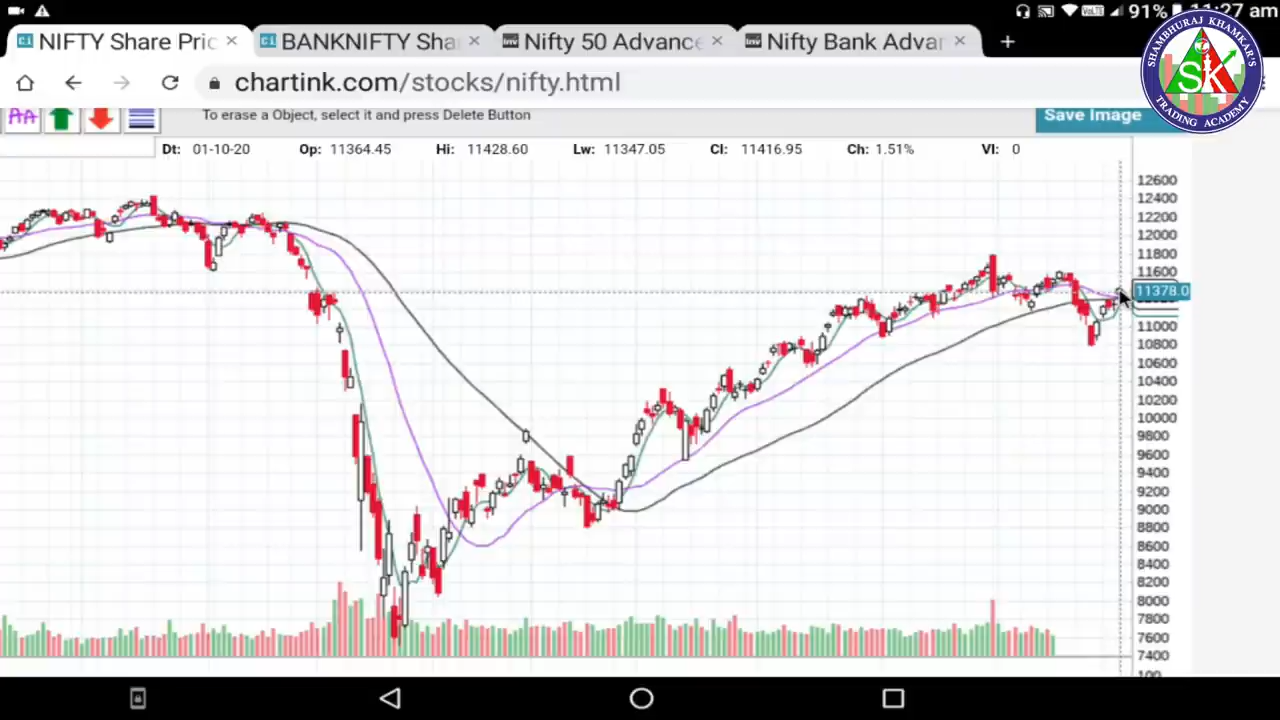 91% 11:27 am
NIFTY Share Pric × BANKNIFTY Sha × Nifty 50 Advance × Nifty Bank Advar × +
chartink.com/stocks/nifty.html
SHAMBHURAJ KHAMKAR'S
SK
TRADING ACADEMY
To erase a Object, select it and press Delete Button
Save Image
Dt: 01-10-20 Op: 11364.45 Hi: 11428.60 Lw: 11347.05 Cl: 11416.95 Ch: 1.51% Vl: 0
12600
12400
12200
12000
11800
11600
11378.0
11000
10800
10600
10400
10200
10000
9800
9600
9400
9200
9000
8800
8600
8400
8200
8000
7800
7600
7400